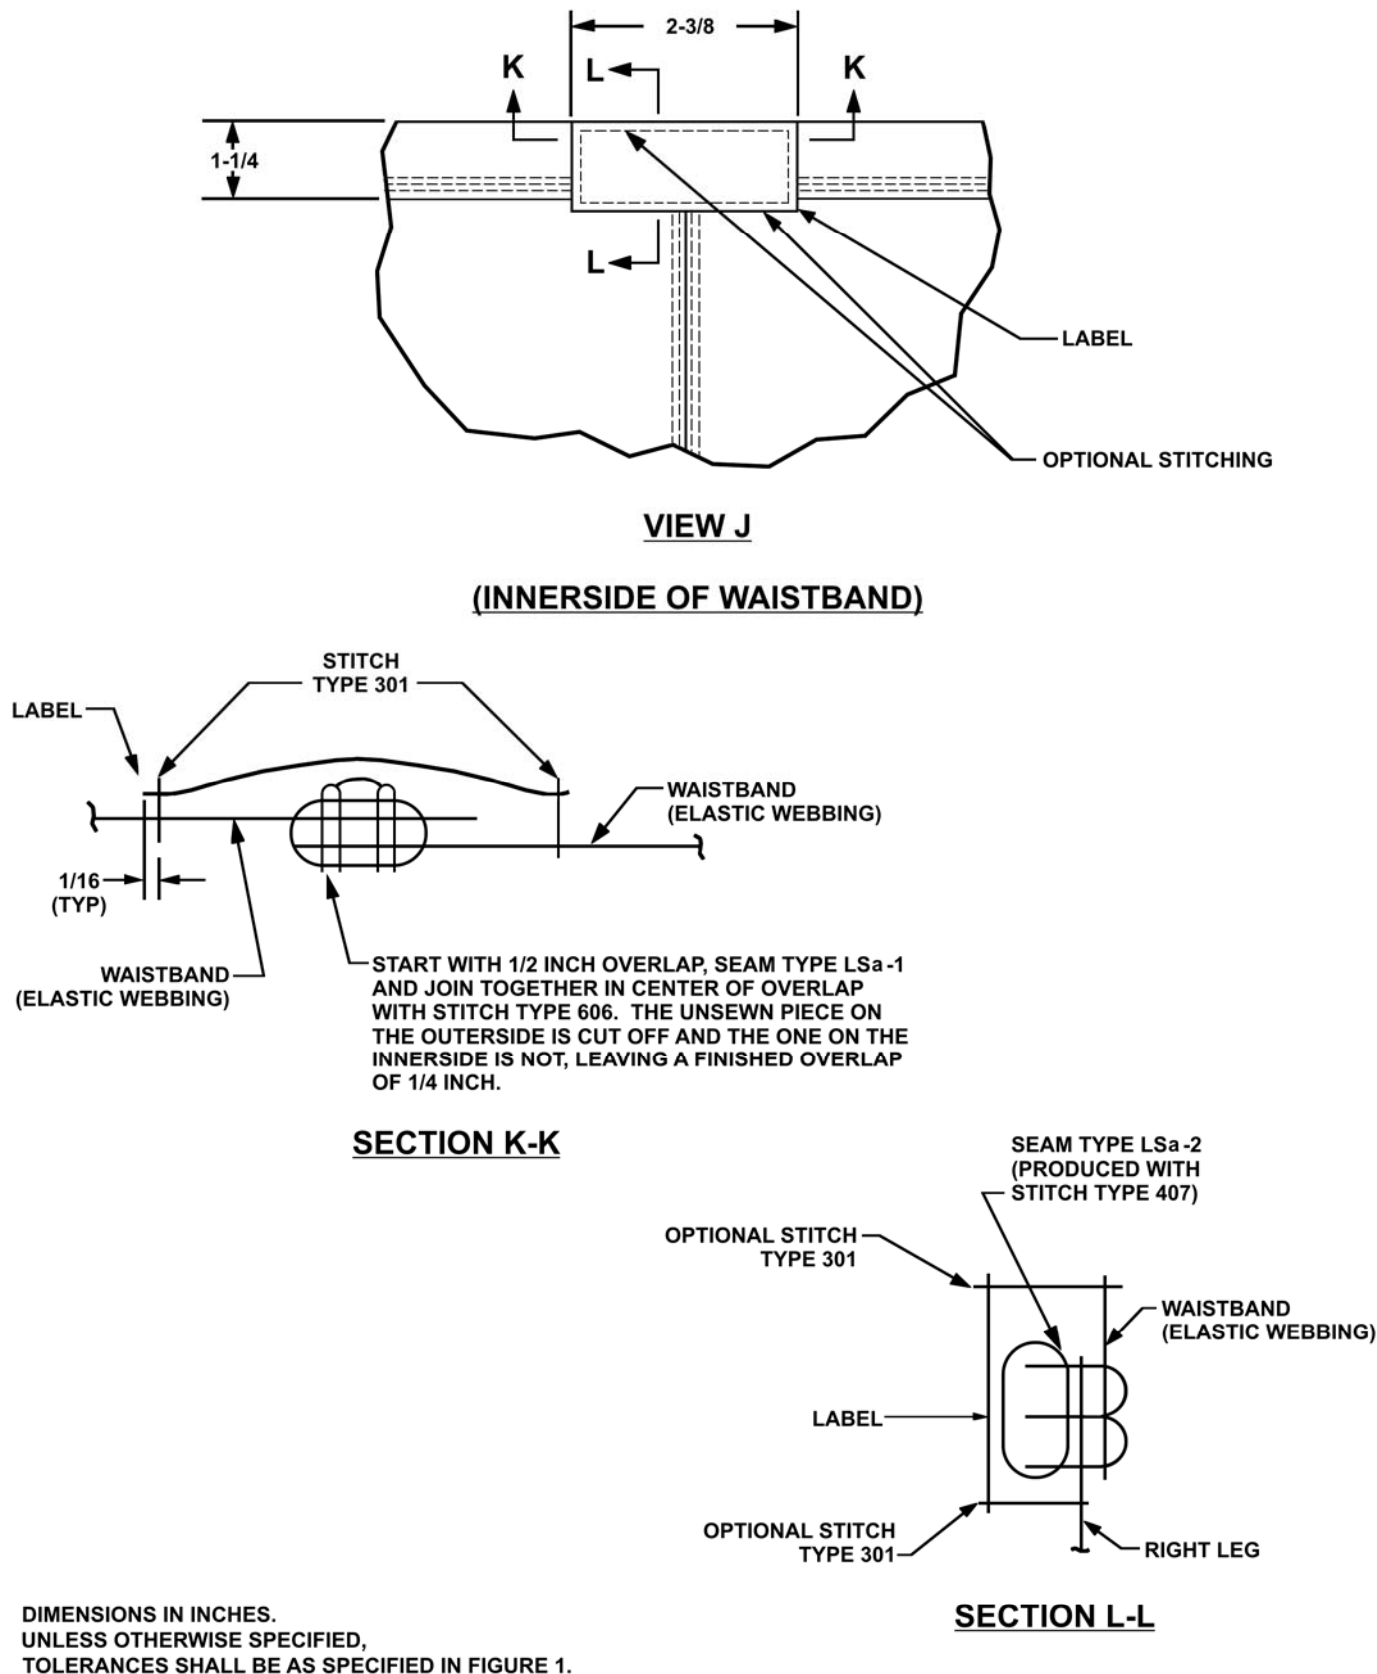 2-3/8
K
L
K
1-1/4
L
LABEL
OPTIONAL STITCHING
VIEW J
(INNERSIDE OF WAISTBAND)
STITCH
TYPE 301
LABEL
WAISTBAND
(ELASTIC WEBBING)
1/16
(TYP)
WAISTBAND
(ELASTIC WEBBING)
START WITH 1/2 INCH OVERLAP, SEAM TYPE LSa-1
AND JOIN TOGETHER IN CENTER OF OVERLAP
WITH STITCH TYPE 606. THE UNSEWN PIECE ON
THE OUTERSIDE IS CUT OFF AND THE ONE ON THE
INNERSIDE IS NOT, LEAVING A FINISHED OVERLAP
OF 1/4 INCH.
SECTION K-K
SEAM TYPE LSa-2
(PRODUCED WITH
STITCH TYPE 407)
OPTIONAL STITCH
TYPE 301
WAISTBAND
(ELASTIC WEBBING)
LABEL
OPTIONAL STITCH
TYPE 301
RIGHT LEG
SECTION L-L
DIMENSIONS IN INCHES.
UNLESS OTHERWISE SPECIFIED,
TOLERANCES SHALL BE AS SPECIFIED IN FIGURE 1.